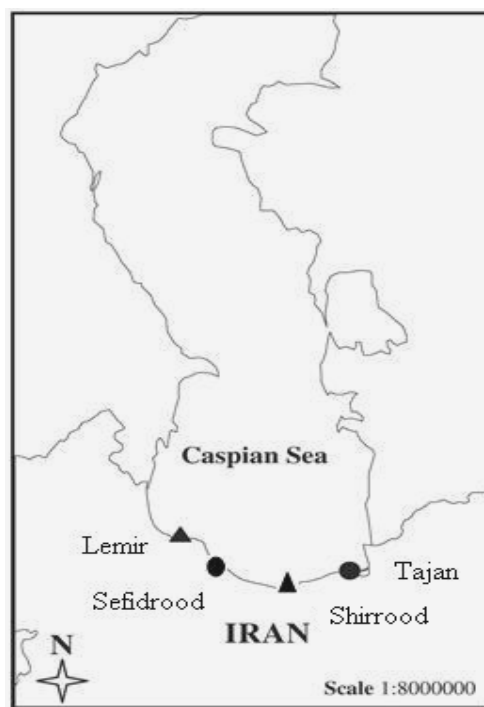 Caspian Sea
Lemir
Tajan
Sefidrood
Shirrood
IRAN
N
Scale 1:8000000